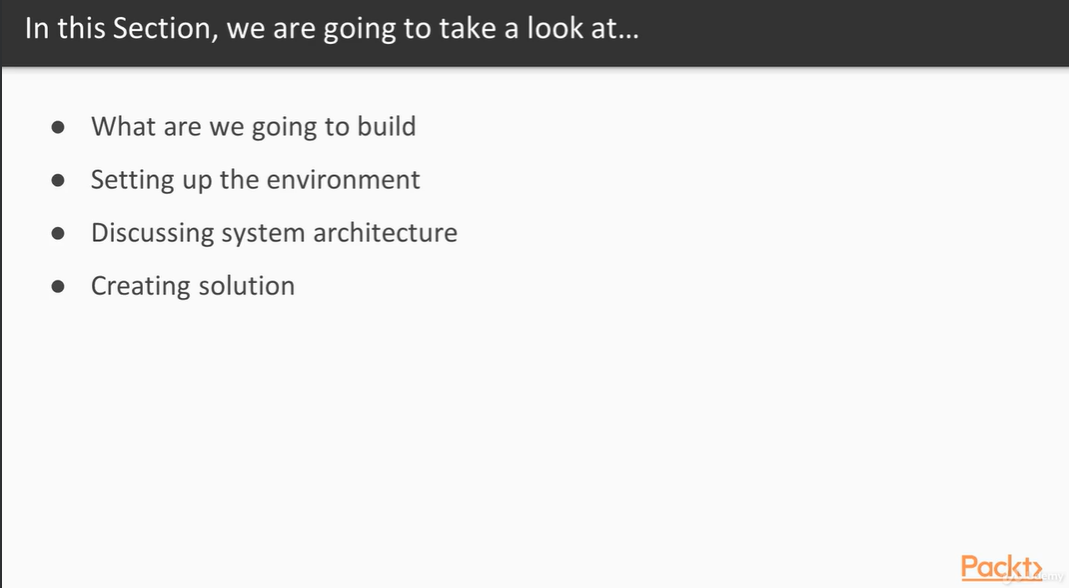 In this Section, we are going to take a look at...
● What are we going to build
● Setting up the environment
● Discussing system architecture
● Creating solution
Packt>